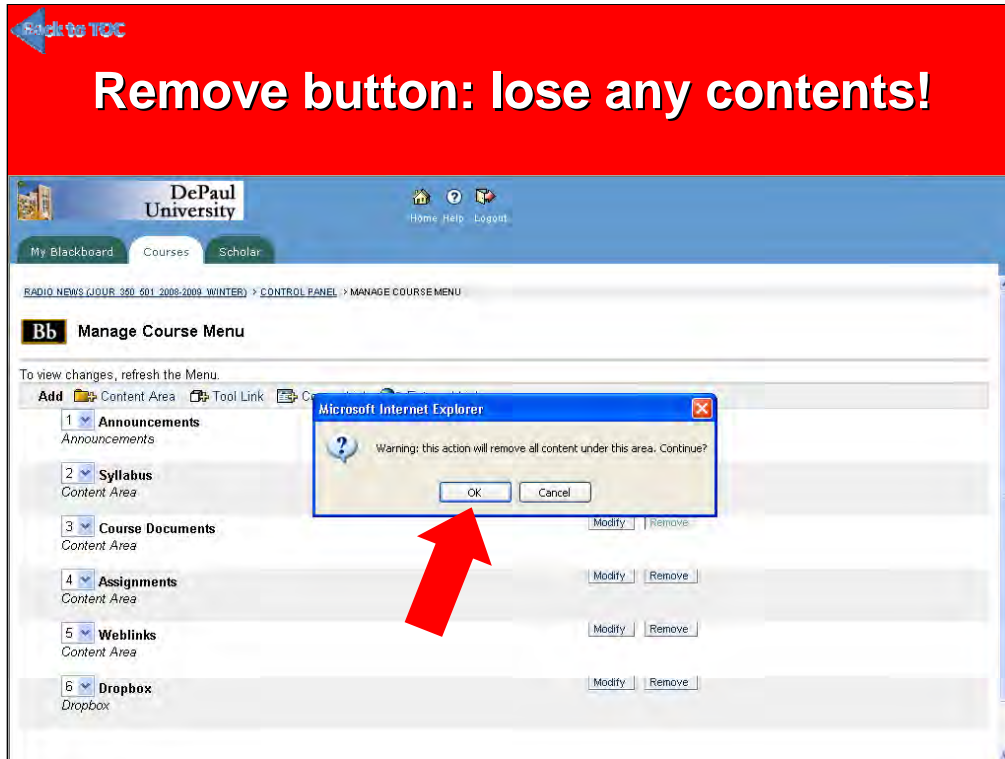 Back to TOC
Remove button: lose any contents!
DePaul
University
Home Help Logout
My Blackboard Courses Scholar
RADIO NEWS (JOUR 350 501 2008-2009 WINTER) > CONTROL PANEL > MANAGE COURSE MENU
Bb Manage Course Menu
To view changes, refresh the Menu.
Add Content Area Tool Link
Microsoft Internet Explorer
Warning: this action will remove all content under this area. Continue?
OK Cancel
1 Announcements
Announcements
2 Syllabus
Content Area
3 Course Documents Modify Remove
Content Area
4 Assignments Modify Remove
Content Area
5 Weblinks Modify Remove
Content Area
6 Dropbox Modify Remove
Dropbox